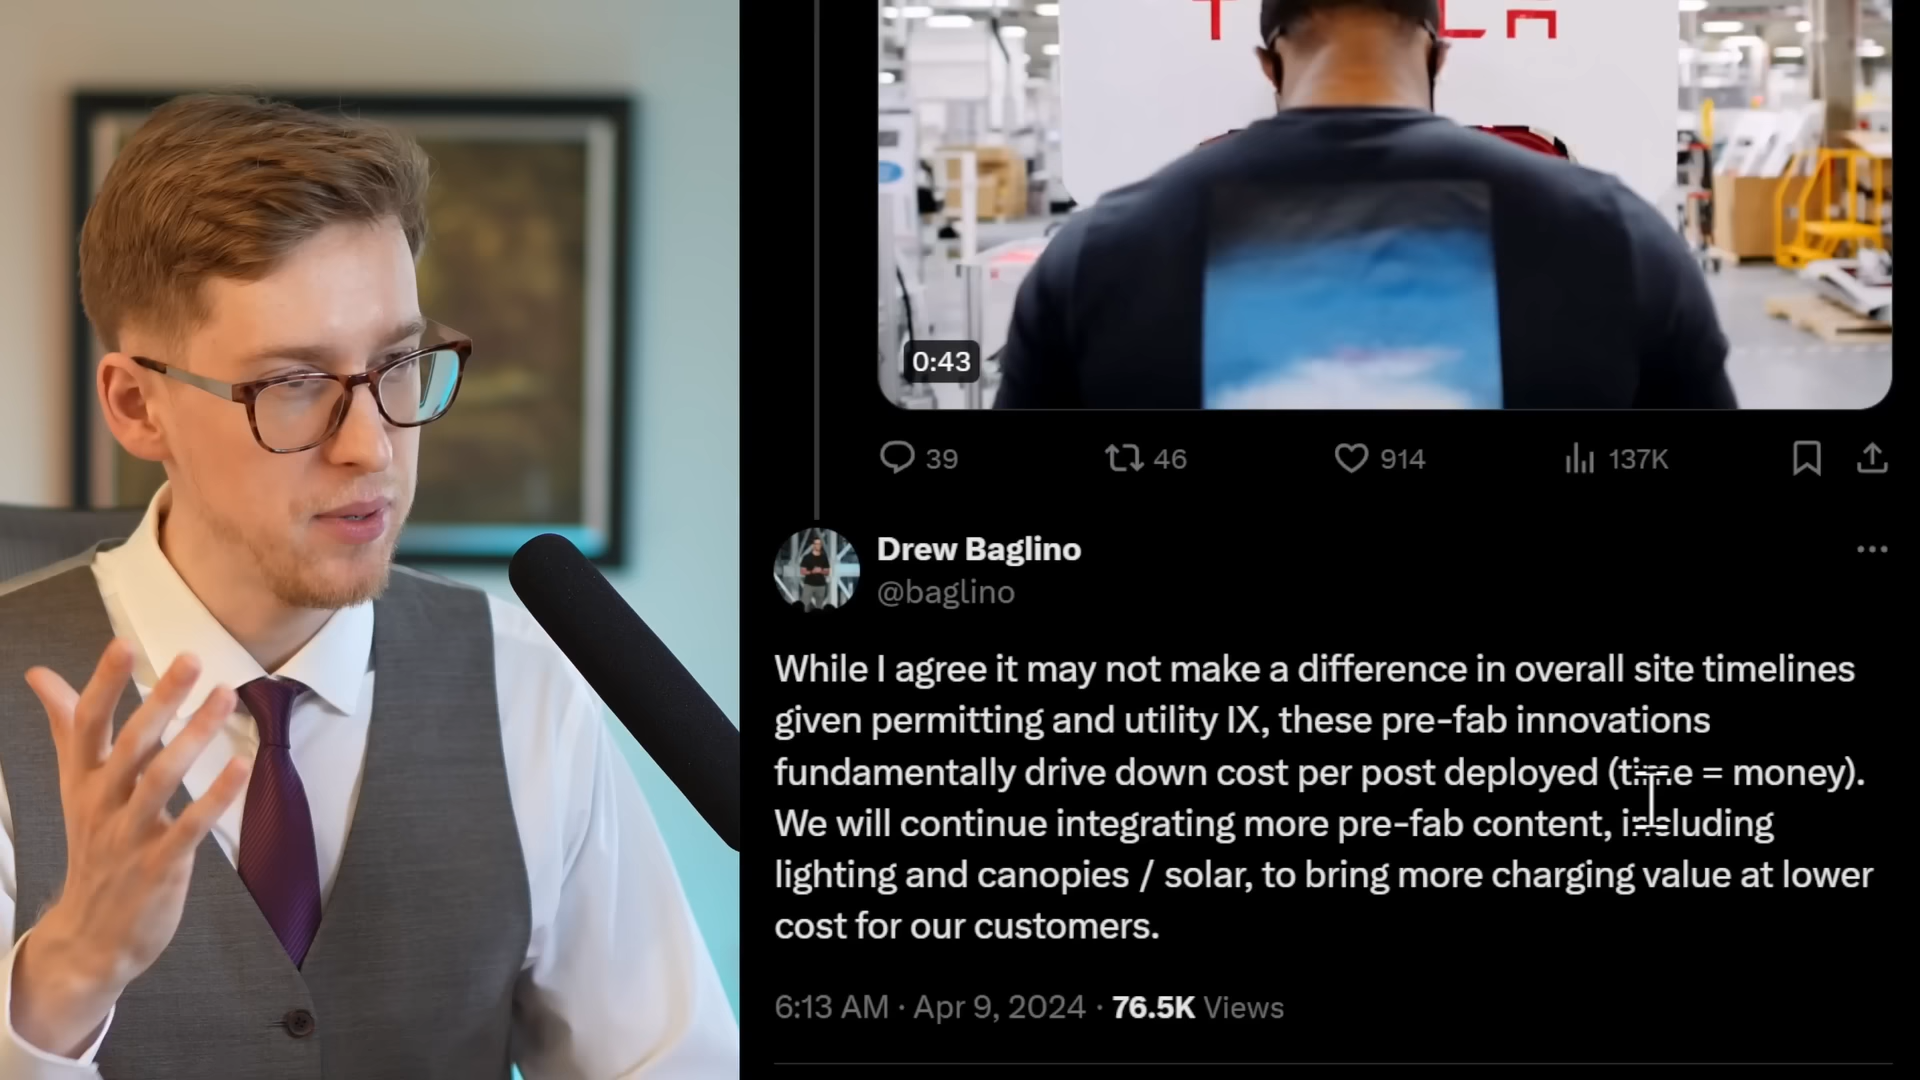 0:43
39 46 914 137K
Drew Baglino
@baglino
While I agree it may not make a difference in overall site timelines
given permitting and utility IX, these pre-fab innovations
fundamentally drive down cost per post deployed (time = money).
We will continue integrating more pre-fab content, including
lighting and canopies / solar, to bring more charging value at lower
cost for our customers.
6:13 AM · Apr 9, 2024 · 76.5K Views